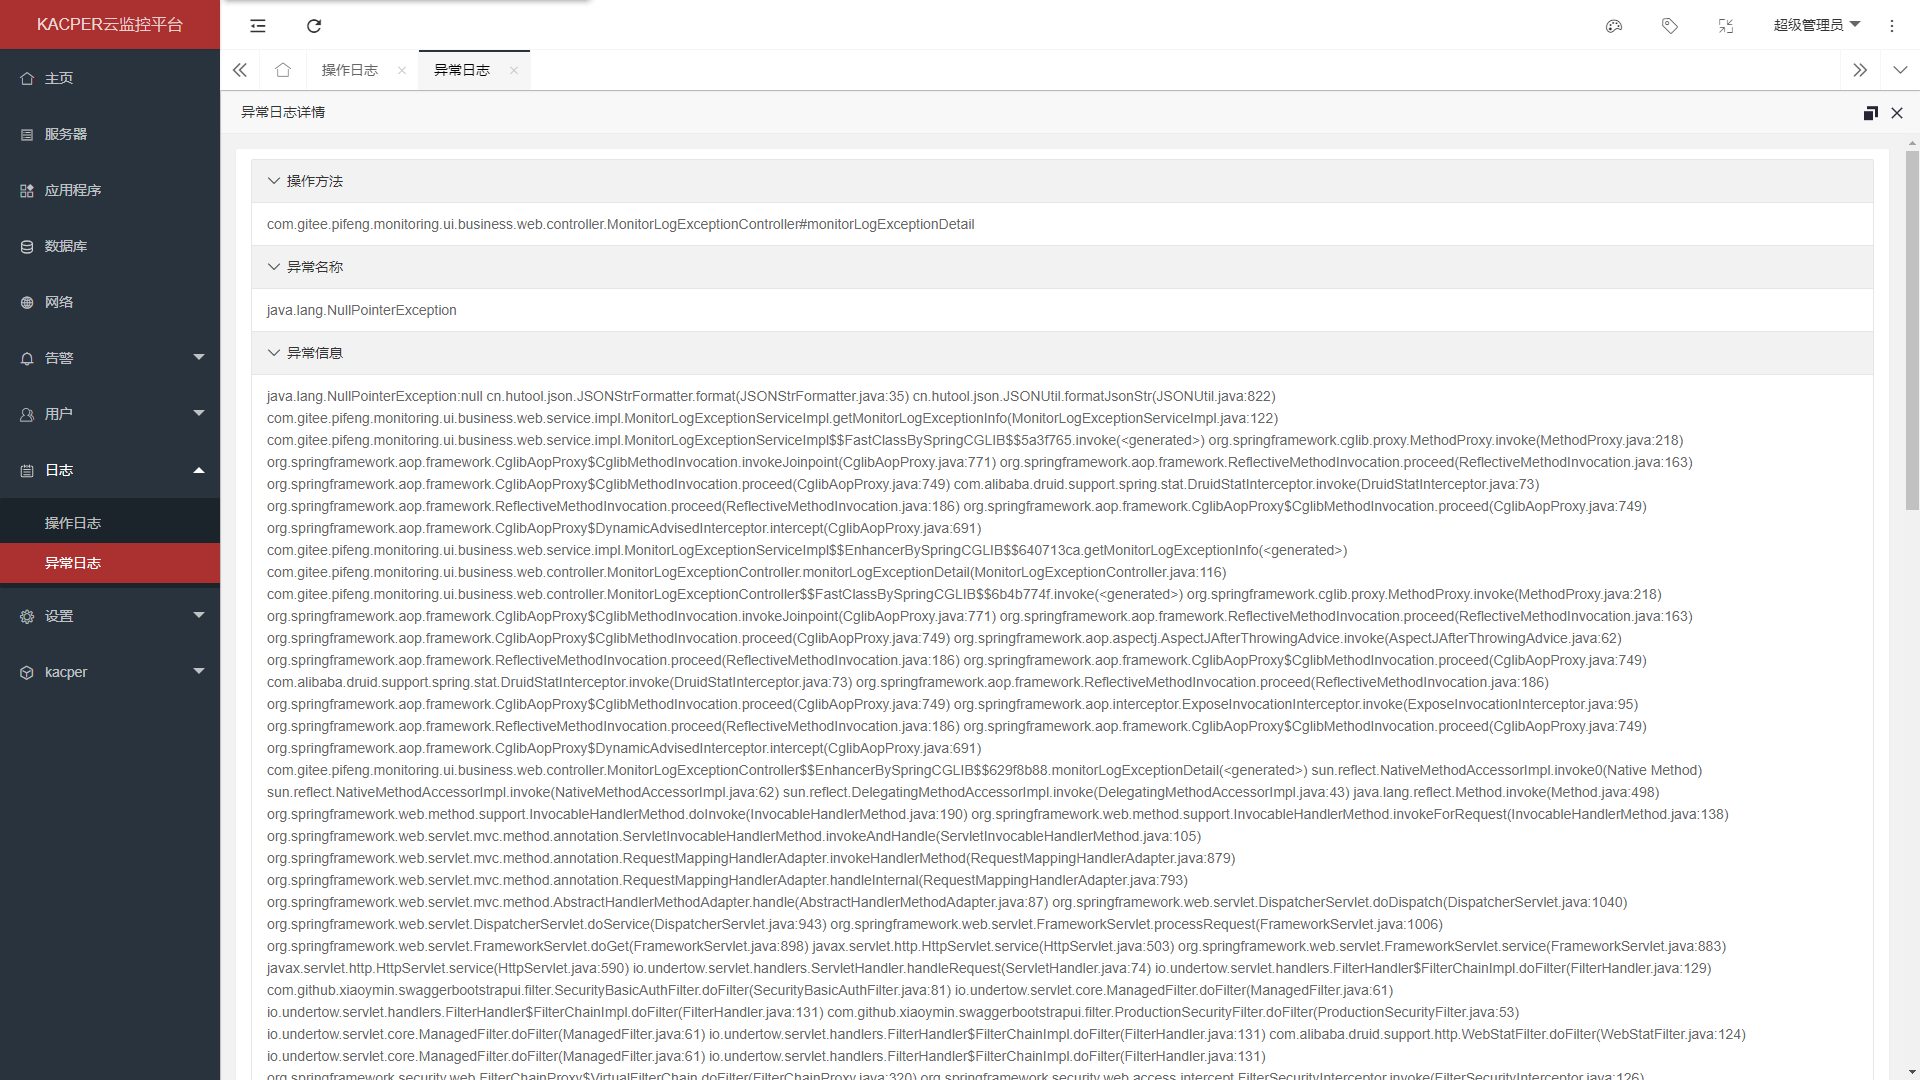 KACPER云监控平台
超级管理员
主页
服务器
应用程序
数据库
网络
告警
用户
日志
操作日志
异常日志
设置
kacper
操作日志
异常日志
异常日志详情
操作方法
com.gitee.pifeng.monitoring.ui.business.web.controller.MonitorLogExceptionController#monitorLogExceptionDetail
异常名称
java.lang.NullPointerException
异常信息
java.lang.NullPointerException:null cn.hutool.json.JSONStrFormatter.format(JSONStrFormatter.java:35) cn.hutool.json.JSONUtil.formatJsonStr(JSONUtil.java:822)
com.gitee.pifeng.monitoring.ui.business.web.service.impl.MonitorLogExceptionServiceImpl.getMonitorLogExceptionInfo(MonitorLogExceptionServiceImpl.java:122)
com.gitee.pifeng.monitoring.ui.business.web.service.impl.MonitorLogExceptionServiceImpl$$FastClassBySpringCGLIB$$5a3f765.invoke(<generated>) org.springframework.cglib.proxy.MethodProxy.invoke(MethodProxy.java:218)
org.springframework.aop.framework.CglibAopProxy$CglibMethodInvocation.invokeJoinpoint(CglibAopProxy.java:771) org.springframework.aop.framework.ReflectiveMethodInvocation.proceed(ReflectiveMethodInvocation.java:163)
org.springframework.aop.framework.CglibAopProxy$CglibMethodInvocation.proceed(CglibAopProxy.java:749) com.alibaba.druid.support.spring.stat.DruidStatInterceptor.invoke(DruidStatInterceptor.java:73)
org.springframework.aop.framework.ReflectiveMethodInvocation.proceed(ReflectiveMethodInvocation.java:186) org.springframework.aop.framework.CglibAopProxy$CglibMethodInvocation.proceed(CglibAopProxy.java:749)
org.springframework.aop.framework.CglibAopProxy$DynamicAdvisedInterceptor.intercept(CglibAopProxy.java:691)
com.gitee.pifeng.monitoring.ui.business.web.service.impl.MonitorLogExceptionServiceImpl$$EnhancerBySpringCGLIB$$640713ca.getMonitorLogExceptionInfo(<generated>)
com.gitee.pifeng.monitoring.ui.business.web.controller.MonitorLogExceptionController.monitorLogExceptionDetail(MonitorLogExceptionController.java:116)
com.gitee.pifeng.monitoring.ui.business.web.controller.MonitorLogExceptionController$$FastClassBySpringCGLIB$$6b4b774f.invoke(<generated>) org.springframework.cglib.proxy.MethodProxy.invoke(MethodProxy.java:218)
org.springframework.aop.framework.CglibAopProxy$CglibMethodInvocation.invokeJoinpoint(CglibAopProxy.java:771) org.springframework.aop.framework.ReflectiveMethodInvocation.proceed(ReflectiveMethodInvocation.java:163)
org.springframework.aop.framework.CglibAopProxy$CglibMethodInvocation.proceed(CglibAopProxy.java:749) org.springframework.aop.aspectj.AspectJAfterThrowingAdvice.invoke(AspectJAfterThrowingAdvice.java:62)
org.springframework.aop.framework.ReflectiveMethodInvocation.proceed(ReflectiveMethodInvocation.java:186) org.springframework.aop.framework.CglibAopProxy$CglibMethodInvocation.proceed(CglibAopProxy.java:749)
com.alibaba.druid.support.spring.stat.DruidStatInterceptor.invoke(DruidStatInterceptor.java:73) org.springframework.aop.framework.ReflectiveMethodInvocation.proceed(ReflectiveMethodInvocation.java:186)
org.springframework.aop.framework.CglibAopProxy$CglibMethodInvocation.proceed(CglibAopProxy.java:749) org.springframework.aop.interceptor.ExposeInvocationInterceptor.invoke(ExposeInvocationInterceptor.java:95)
org.springframework.aop.framework.ReflectiveMethodInvocation.proceed(ReflectiveMethodInvocation.java:186) org.springframework.aop.framework.CglibAopProxy$CglibMethodInvocation.proceed(CglibAopProxy.java:749)
org.springframework.aop.framework.CglibAopProxy$DynamicAdvisedInterceptor.intercept(CglibAopProxy.java:691)
com.gitee.pifeng.monitoring.ui.business.web.controller.MonitorLogExceptionController$$EnhancerBySpringCGLIB$$629f8b88.monitorLogExceptionDetail(<generated>) sun.reflect.NativeMethodAccessorImpl.invoke0(Native Method)
sun.reflect.NativeMethodAccessorImpl.invoke(NativeMethodAccessorImpl.java:62) sun.reflect.DelegatingMethodAccessorImpl.invoke(DelegatingMethodAccessorImpl.java:43) java.lang.reflect.Method.invoke(Method.java:498)
org.springframework.web.method.support.InvocableHandlerMethod.doInvoke(InvocableHandlerMethod.java:190) org.springframework.web.method.support.InvocableHandlerMethod.invokeForRequest(InvocableHandlerMethod.java:138)
org.springframework.web.servlet.mvc.method.annotation.ServletInvocableHandlerMethod.invokeAndHandle(ServletInvocableHandlerMethod.java:105)
org.springframework.web.servlet.mvc.method.annotation.RequestMappingHandlerAdapter.invokeHandlerMethod(RequestMappingHandlerAdapter.java:879)
org.springframework.web.servlet.mvc.method.annotation.RequestMappingHandlerAdapter.handleInternal(RequestMappingHandlerAdapter.java:793)
org.springframework.web.servlet.mvc.method.AbstractHandlerMethodAdapter.handle(AbstractHandlerMethodAdapter.java:87) org.springframework.web.servlet.DispatcherServlet.doDispatch(DispatcherServlet.java:1040)
org.springframework.web.servlet.DispatcherServlet.doService(DispatcherServlet.java:943) org.springframework.web.servlet.FrameworkServlet.processRequest(FrameworkServlet.java:1006)
org.springframework.web.servlet.FrameworkServlet.doGet(FrameworkServlet.java:898) javax.servlet.http.HttpServlet.service(HttpServlet.java:503) org.springframework.web.servlet.FrameworkServlet.service(FrameworkServlet.java:883)
javax.servlet.http.HttpServlet.service(HttpServlet.java:590) io.undertow.servlet.handlers.ServletHandler.handleRequest(ServletHandler.java:74) io.undertow.servlet.handlers.FilterHandler$FilterChainImpl.doFilter(FilterHandler.java:129)
com.github.xiaoymin.swaggerbootstrapui.filter.SecurityBasicAuthFilter.doFilter(SecurityBasicAuthFilter.java:81) io.undertow.servlet.core.ManagedFilter.doFilter(ManagedFilter.java:61)
io.undertow.servlet.handlers.FilterHandler$FilterChainImpl.doFilter(FilterHandler.java:131) com.github.xiaoymin.swaggerbootstrapui.filter.ProductionSecurityFilter.doFilter(ProductionSecurityFilter.java:53)
io.undertow.servlet.core.ManagedFilter.doFilter(ManagedFilter.java:61) io.undertow.servlet.handlers.FilterHandler$FilterChainImpl.doFilter(FilterHandler.java:131) com.alibaba.druid.support.http.WebStatFilter.doFilter(WebStatFilter.java:124)
io.undertow.servlet.core.ManagedFilter.doFilter(ManagedFilter.java:61) io.undertow.servlet.handlers.FilterHandler$FilterChainImpl.doFilter(FilterHandler.java:131)
org.springframework.security.web.FilterChainProxy$VirtualFilterChain.doFilter(FilterChainProxy.java:320) org.springframework.security.web.access.intercept.FilterSecurityInterceptor.invoke(FilterSecurityInterceptor.java:126)